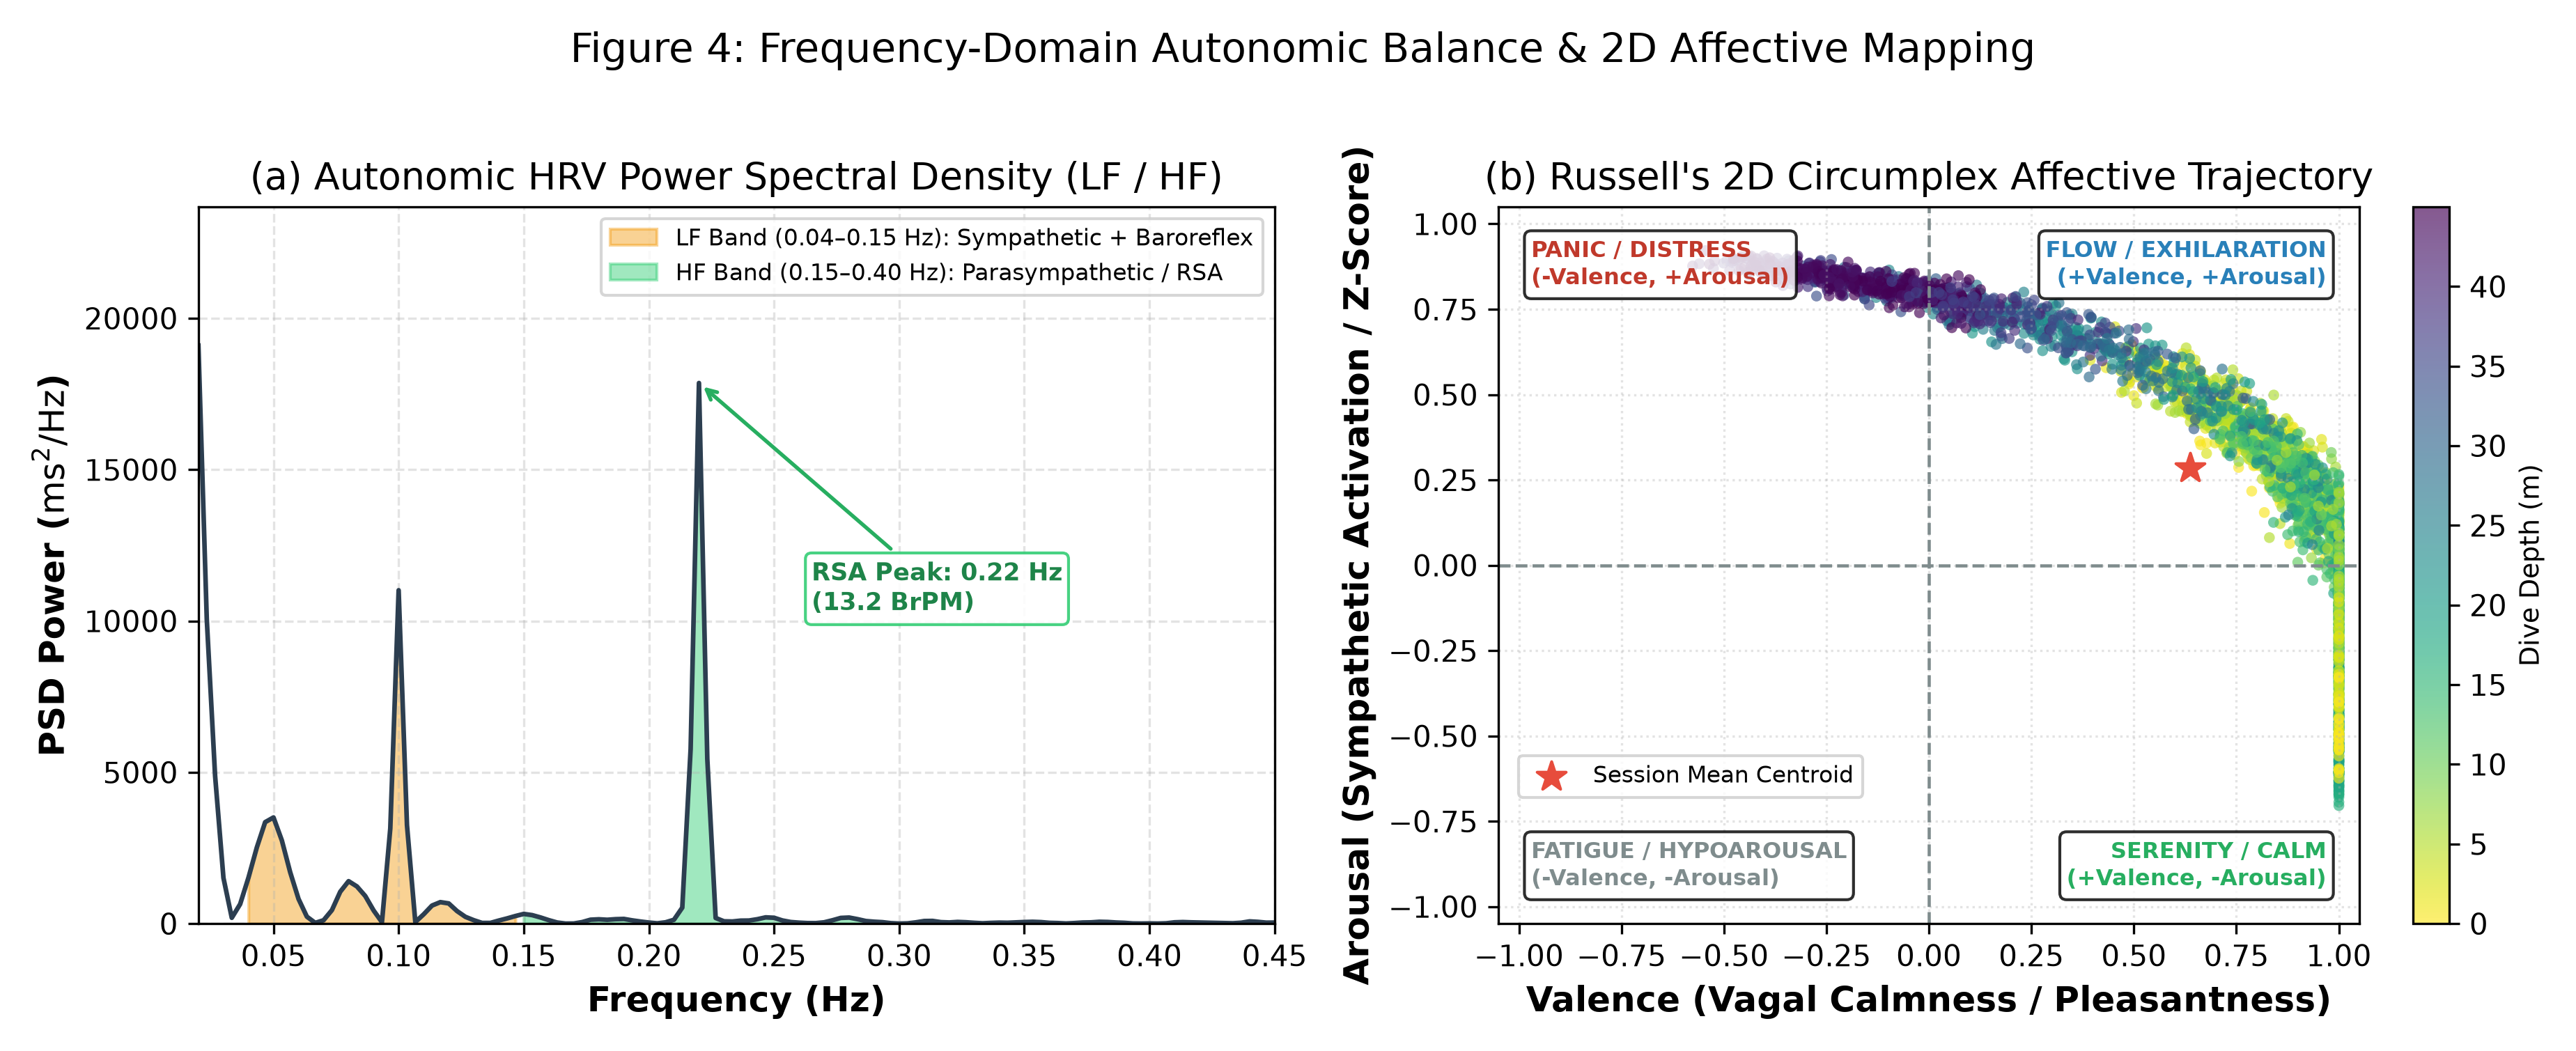 Figure 4: Frequency-Domain Autonomic Balance & 2D Affective Mapping
(a) Autonomic HRV Power Spectral Density (LF / HF)
PSD Power (ms²/Hz)
20000
15000
10000
5000
0
LF Band (0.04–0.15 Hz): Sympathetic + Baroreflex
HF Band (0.15–0.40 Hz): Parasympathetic / RSA
RSA Peak: 0.22 Hz
(13.2 BrPM)
0.05 0.10 0.15 0.20 0.25 0.30 0.35 0.40 0.45
Frequency (Hz)
(b) Russell's 2D Circumplex Affective Trajectory
Arousal (Sympathetic Activation / Z-Score)
1.00
0.75
0.50
0.25
0.00
−0.25
−0.50
−0.75
−1.00
PANIC / DISTRESS
(-Valence, +Arousal)
FLOW / EXHILARATION
(+Valence, +Arousal)
Session Mean Centroid
FATIGUE / HYPOAROUSAL
(-Valence, -Arousal)
SERENITY / CALM
(+Valence, -Arousal)
−1.00 −0.75 −0.50 −0.25 0.00 0.25 0.50 0.75 1.00
Valence (Vagal Calmness / Pleasantness)
40
35
30
25
20
15
10
5
0
Dive Depth (m)